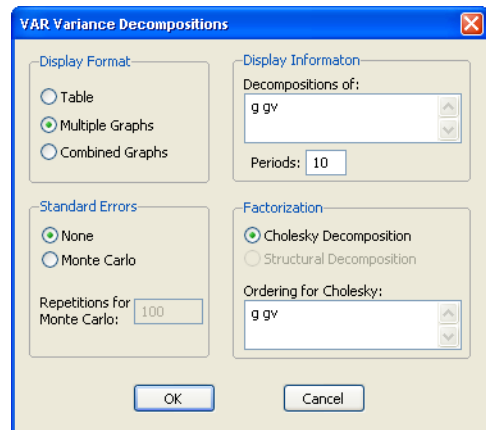 VAR Variance Decompositions
Display Format
Table
Multiple Graphs
Combined Graphs
Display Informaton
Decompositions of:
g gv
Periods: 10
Standard Errors
None
Monte Carlo
Repetitions for
Monte Carlo:
100
Factorization
Cholesky Decomposition
Structural Decomposition
Ordering for Cholesky:
g gv
OK
Cancel